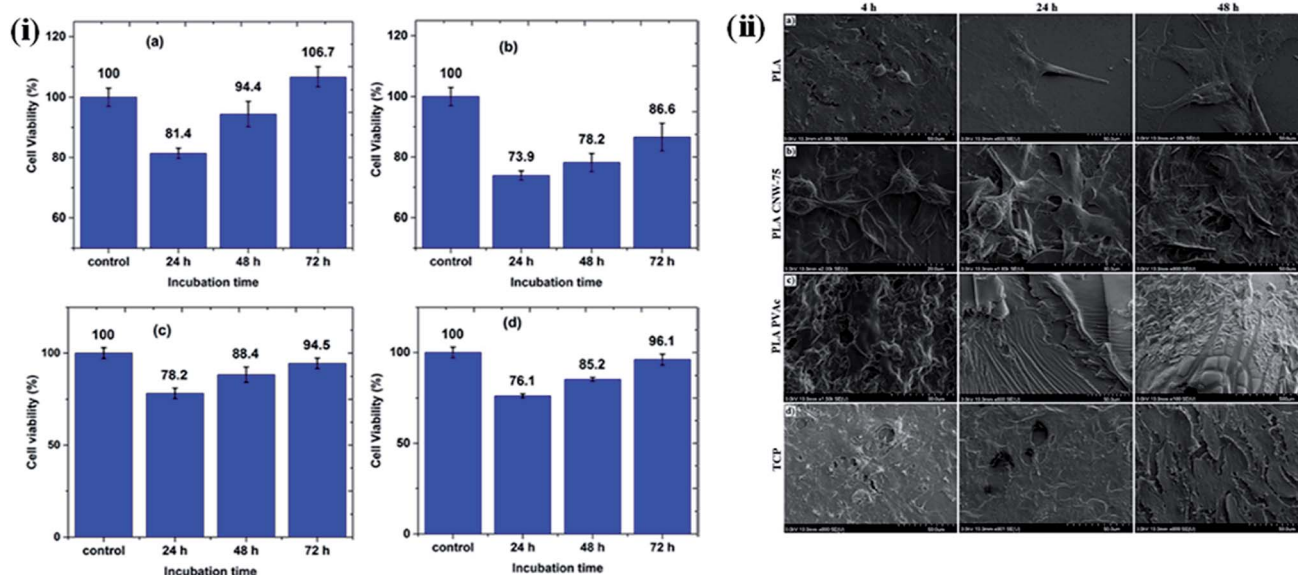 (i)
(a)
Cell Viability (%)
120
100
80
60
100
81.4
94.4
106.7
control 24 h 48 h 72 h
Incubation time
(b)
Cell Viability (%)
120
100
80
60
100
73.9
78.2
86.6
control 24 h 48 h 72 h
Incubation time
(c)
Cell viability (%)
100
50
0
100
78.2
88.4
94.5
control 24 h 48 h 72 h
Incubation time
(d)
Cell Viability (%)
100
50
0
100
76.1
85.2
96.1
control 24 h 48 h 72 h
Incubation time
(ii)
4 h 24 h 48 h
a)
PLA
b)
PLA CNW-75
c)
PLA PVAc
d)
TCP